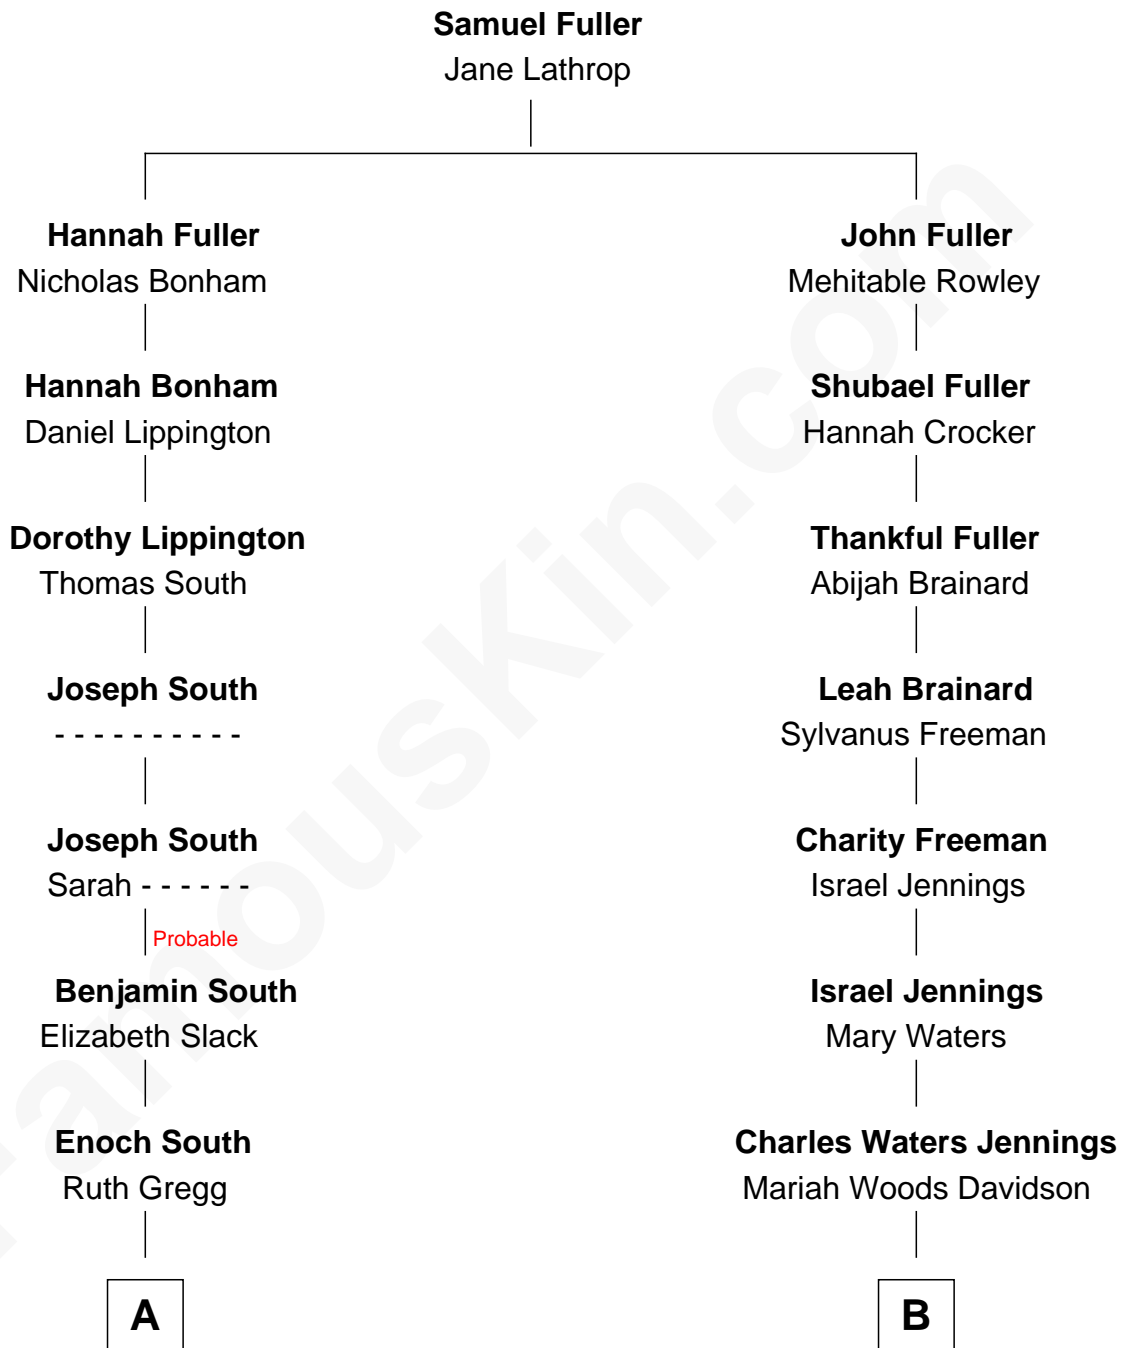 Samuel Fuller
Jane Lathrop
Hannah Fuller
Nicholas Bonham
John Fuller
Mehitable Rowley
Hannah Bonham
Daniel Lippington
Shubael Fuller
Hannah Crocker
Dorothy Lippington
Thomas South
Thankful Fuller
Abijah Brainard
Joseph South
- - - - - - - - - -
Leah Brainard
Sylvanus Freeman
Joseph South
Sarah - - - - - -
Probable
Charity Freeman
Israel Jennings
Benjamin South
Elizabeth Slack
Israel Jennings
Mary Waters
Enoch South
Ruth Gregg
Charles Waters Jennings
Mariah Woods Davidson
A
B
FamousKin.com